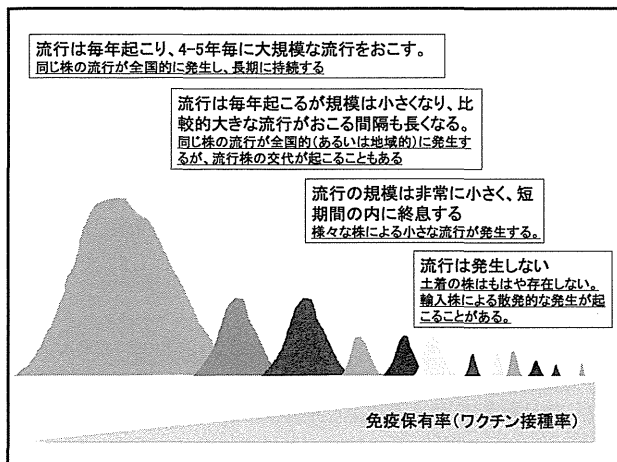 流行は毎年起こり、4-5年毎に大規模な流行をおこす。
同じ株の流行が全国的に発生し、長期に持続する
流行は毎年起こるが規模は小さくなり、比
較的大きな流行がおこる間隔も長くなる。
同じ株の流行が全国的(あるいは地域的)に発生す
るが、流行株の交代が起こることもある
流行の規模は非常に小さく、短
期間の内に終息する
様々な株による小さな流行が発生する。
流行は発生しない
土着の株はもはや存在しない。
輸入株による散発的な発生が起
こることがある。
免疫保有率(ワクチン接種率)